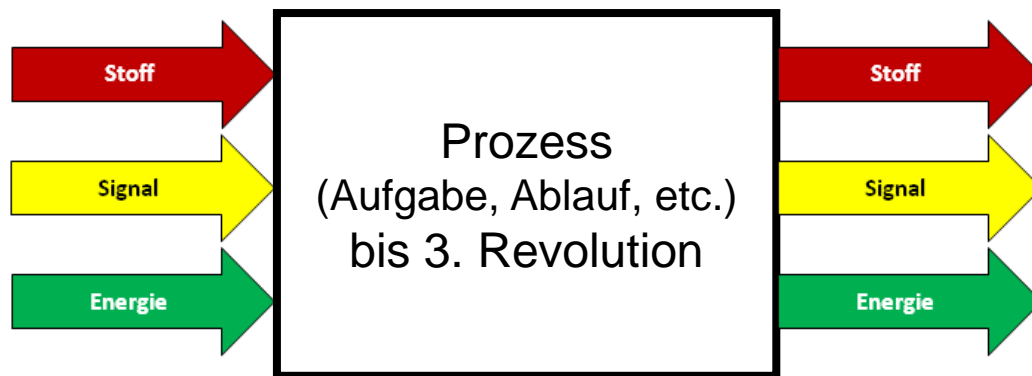 Stoff
Signal
Energie
Prozess
(Aufgabe, Ablauf, etc.)
bis 3. Revolution
Stoff
Signal
Energie